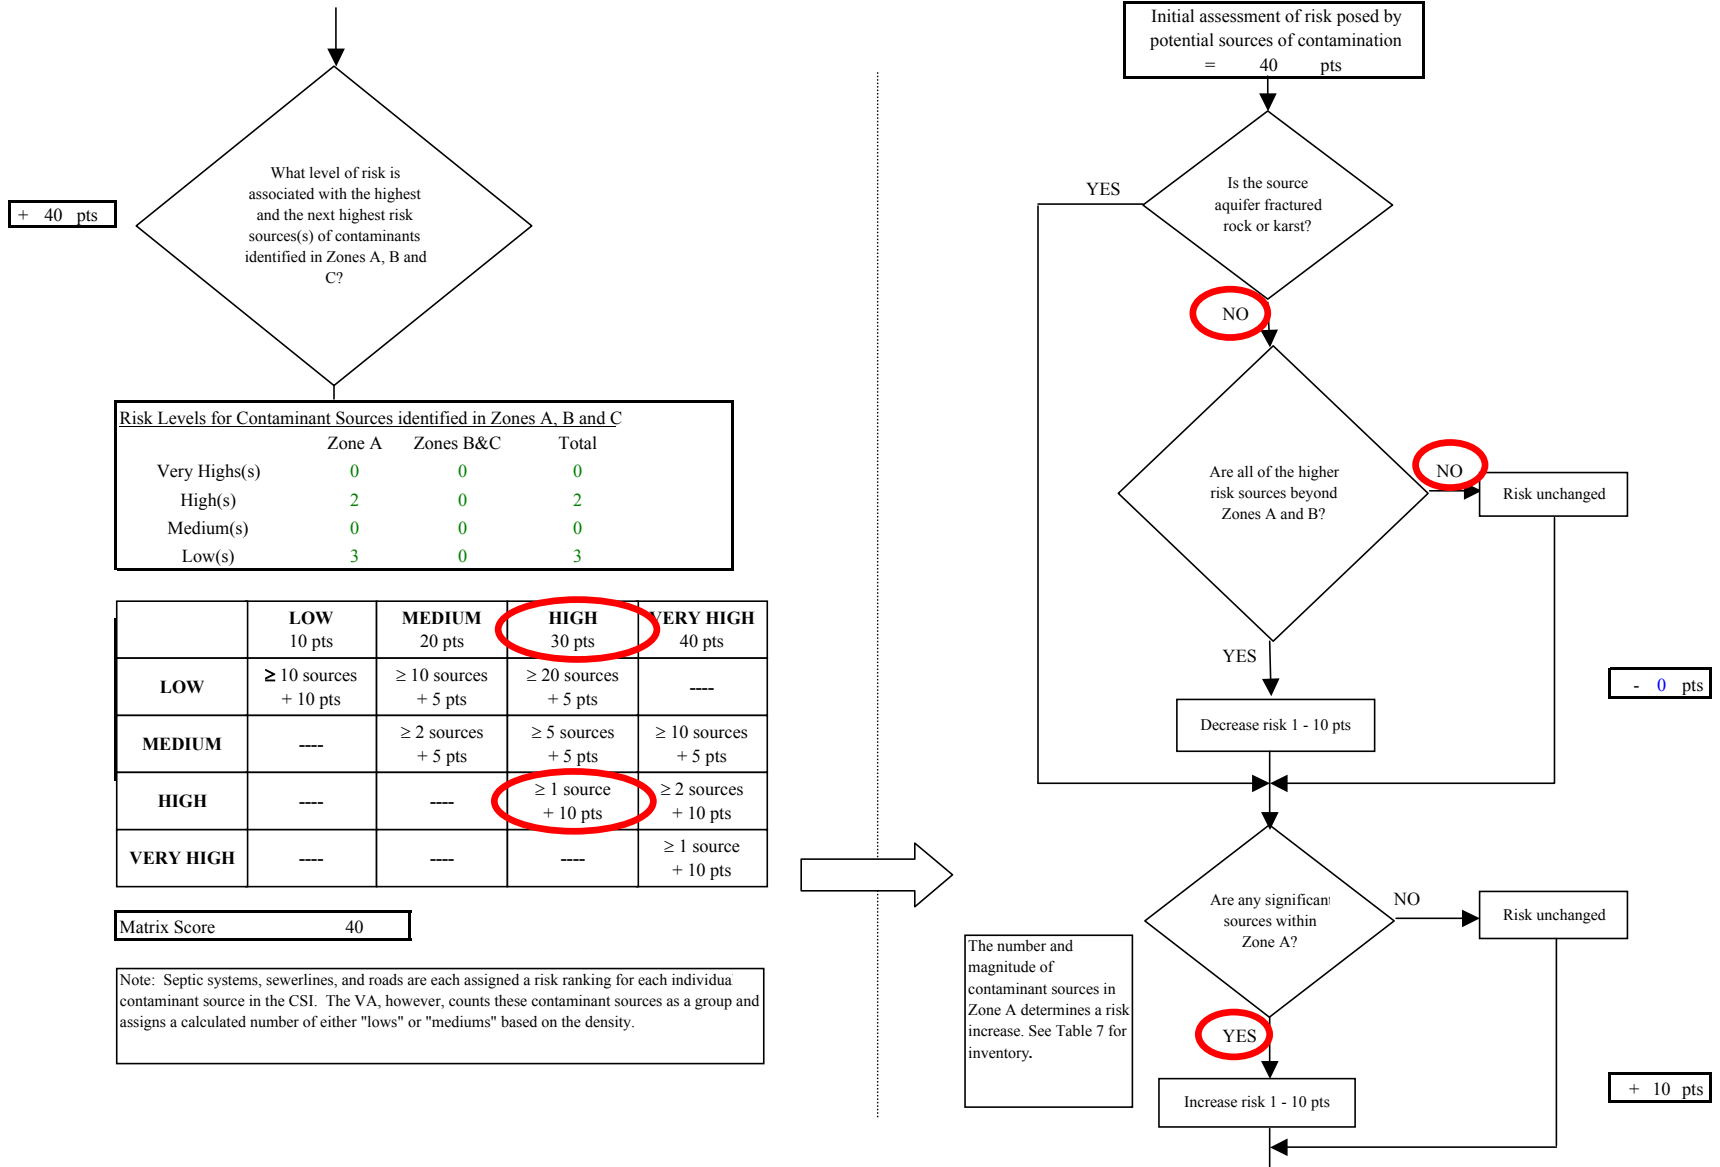 + 40 pts
What level of risk is
associated with the highest
and the next highest risk
sources(s) of contaminants
identified in Zones A, B and
C?
Risk Levels for Contaminant Sources identified in Zones A, B and C
Zone A Zones B&C Total
Very Highs(s) 0 0 0
High(s) 2 0 2
Medium(s) 0 0 0
Low(s) 3 0 3
LOW MEDIUM HIGH VERY HIGH
10 pts 20 pts 30 pts 40 pts
LOW ≥ 10 sources + 10 pts ≥ 10 sources + 5 pts ≥ 20 sources + 5 pts ----
MEDIUM ---- ≥ 2 sources + 5 pts ≥ 5 sources + 5 pts ≥ 10 sources + 5 pts
HIGH ---- ---- ≥ 1 source + 10 pts ≥ 2 sources + 10 pts
VERY HIGH ---- ---- ---- ≥ 1 source + 10 pts
Matrix Score 40
Note: Septic systems, sewerlines, and roads are each assigned a risk ranking for each individua
contaminant source in the CSI. The VA, however, counts these contaminant sources as a group and
assigns a calculated number of either "lows" or "mediums" based on the density.
Initial assessment of risk posed by
potential sources of contamination
= 40 pts
Is the source
aquifer fractured
rock or karst?
YES
NO
Are all of the higher
risk sources beyond
Zones A and B?
NO
Risk unchanged
YES
Decrease risk 1 - 10 pts
- 0 pts
Are any significant
sources within
Zone A?
NO
Risk unchanged
The number and
magnitude of
contaminant sources in
Zone A determines a risk
increase. See Table 7 for
inventory.
YES
Increase risk 1 - 10 pts
+ 10 pts